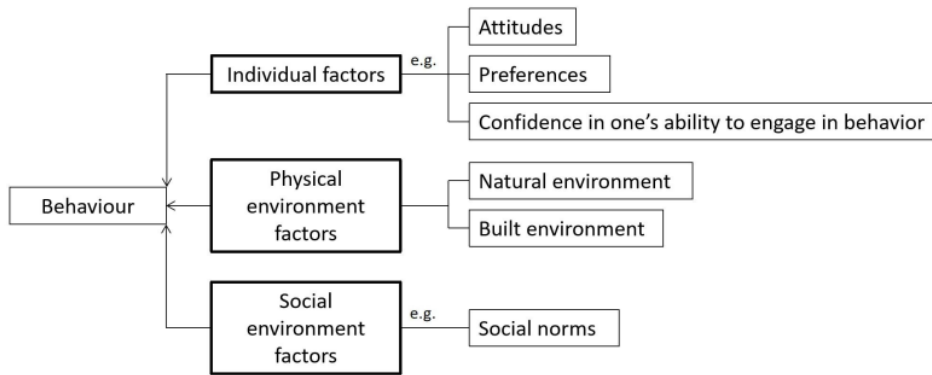 Attitudes
Individual factors
e.g.
Preferences
Confidence in one's ability to engage in behavior
Behaviour
Physical
environment
factors
Natural environment
Built environment
Social
environment
factors
e.g.
Social norms